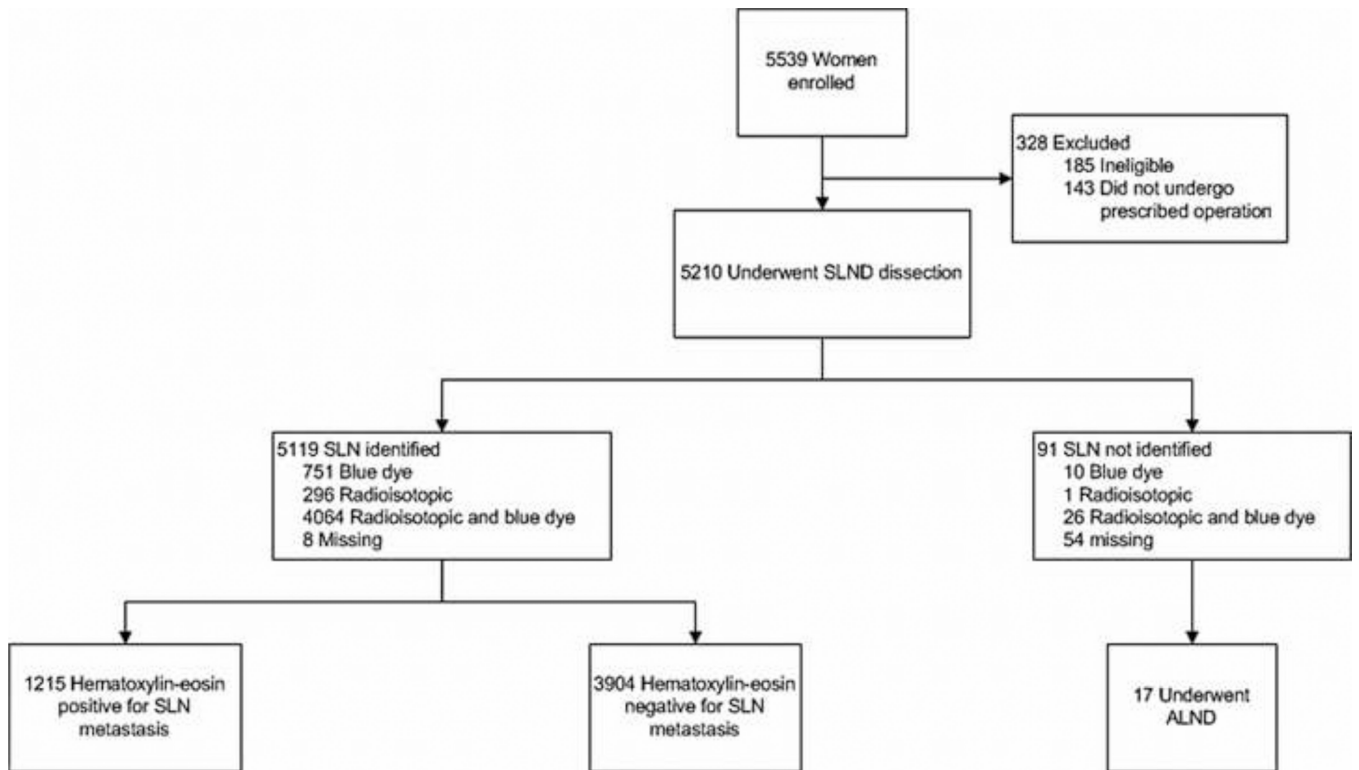 5539 Women
enrolled
328 Excluded
185 Ineligible
143 Did not undergo
prescribed operation
5210 Underwent SLND dissection
5119 SLN identified
751 Blue dye
296 Radioisotopic
4064 Radioisotopic and blue dye
8 Missing
91 SLN not identified
10 Blue dye
1 Radioisotopic
26 Radioisotopic and blue dye
54 missing
1215 Hematoxylin-eosin
positive for SLN
metastasis
3904 Hematoxylin-eosin
negative for SLN
metastasis
17 Underwent
ALND